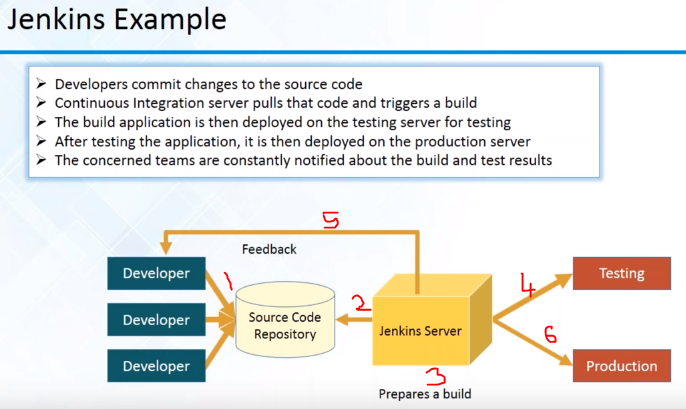 Jenkins Example
➢ Developers commit changes to the source code
➢ Continuous Integration server pulls that code and triggers a build
➢ The build application is then deployed on the testing server for testing
➢ After testing the application, it is then deployed on the production server
➢ The concerned teams are constantly notified about the build and test results
5
Feedback
Developer
1
Source Code
Repository
2
Jenkins Server
4
Testing
Developer
6
Developer
3
Production
Prepares a build